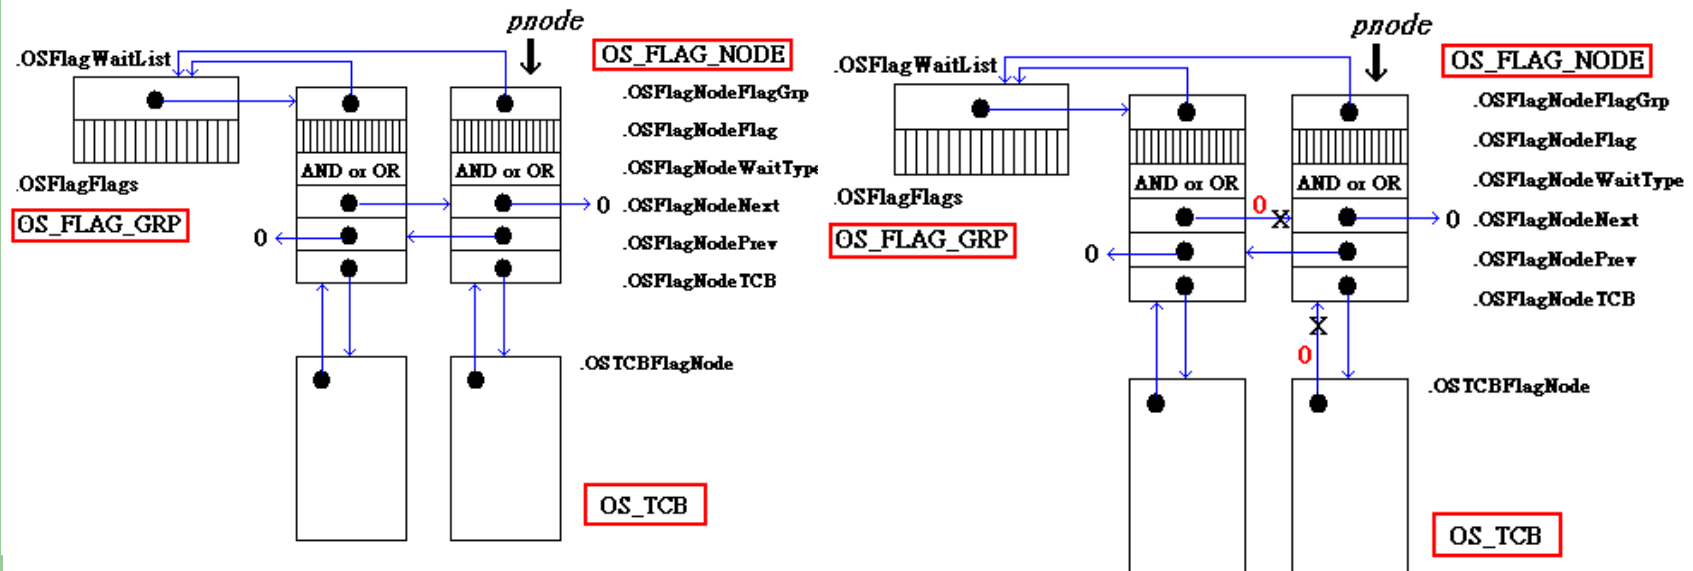 pnode
OS_FLAG_NODE
.OSFlagWaitList
.OSFlagNodeFlagGrp
.OSFlagNodeFlag
AND or OR
AND or OR
.OSFlagNodeWaitType
.OSFlagFlags
0
.OSFlagNodeNext
OS_FLAG_GRP
0
.OSFlagNodePrev
.OSFlagNodeTCB
.OSTCBFlagNode
OS_TCB
pnode
OS_FLAG_NODE
.OSFlagWaitList
.OSFlagNodeFlagGrp
.OSFlagNodeFlag
AND or OR
AND or OR
.OSFlagNodeWaitType
.OSFlagFlags
0
X
0
.OSFlagNodeNext
OS_FLAG_GRP
0
.OSFlagNodePrev
.OSFlagNodeTCB
X
0
.OSTCBFlagNode
OS_TCB